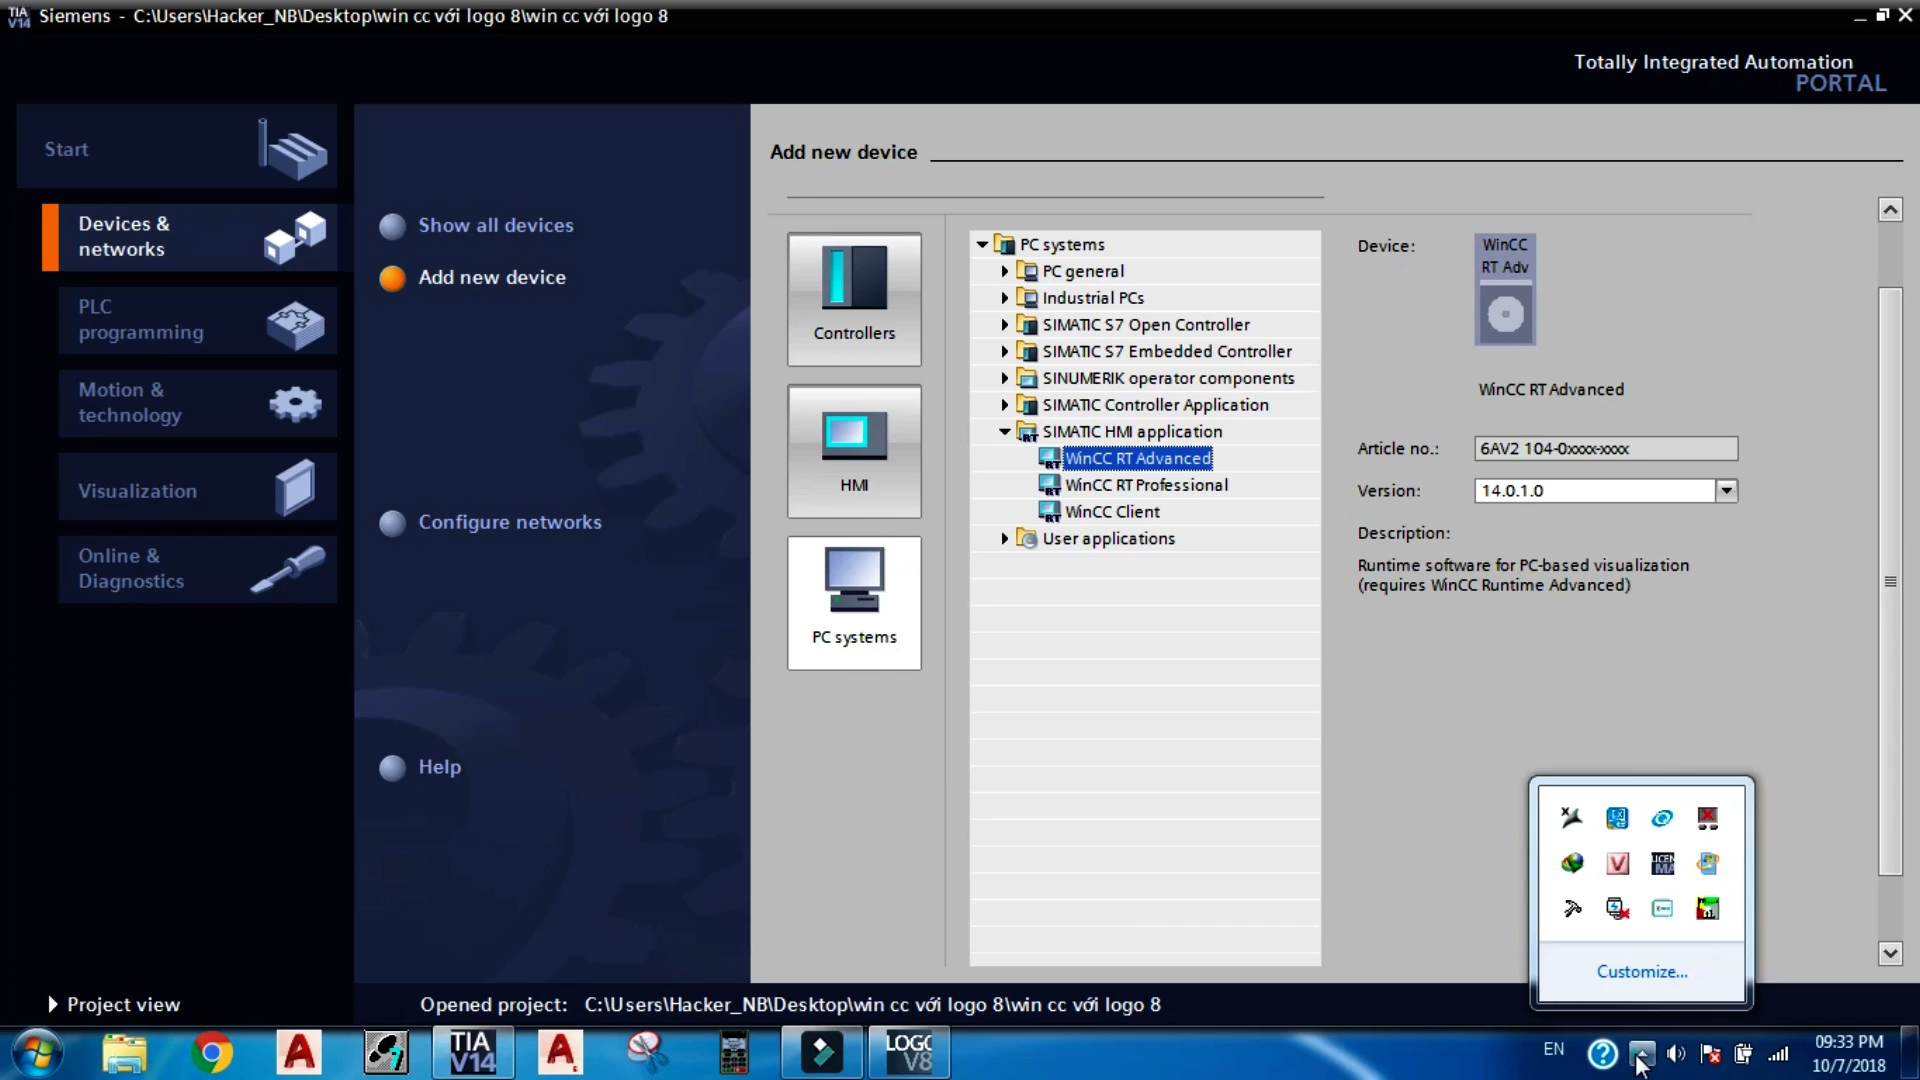 TIA
V14
Siemens - C:\Users\Hacker_NB\Desktop\win cc với logo 8\win cc với logo 8
Totally Integrated Automation
PORTAL
Start
Devices &
networks
PLC
programming
Motion &
technology
Visualization
Online &
Diagnostics
Show all devices
Add new device
Configure networks
Help
Add new device
Controllers
HMI
PC systems
PC systems
PC general
Industrial PCs
SIMATIC S7 Open Controller
SIMATIC S7 Embedded Controller
SINUMERIK operator components
SIMATIC Controller Application
SIMATIC HMI application
WinCC RT Advanced
WinCC RT Professional
WinCC Client
User applications
Device:
WinCC
RT Adv
WinCC RT Advanced
Article no.:
6AV2 104-0xxxx-xxxx
Version:
14.0.1.0
Description:
Runtime software for PC-based visualization
(requires WinCC Runtime Advanced)
Customize...
Project view
Opened project: C:\Users\Hacker_NB\Desktop\win cc với logo 8\win cc với logo 8
TIA
V14
V8
EN
09:33 PM
10/7/2018